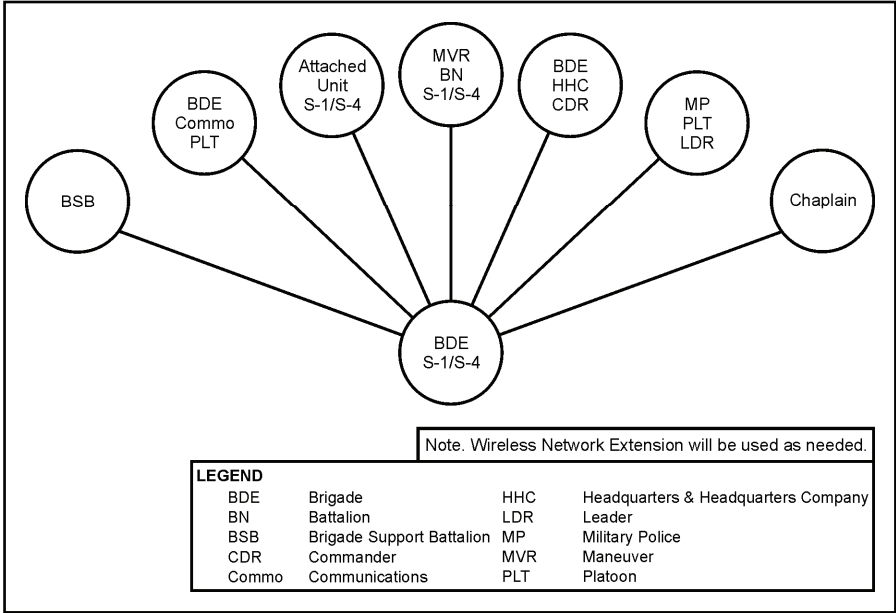 MVR
BN
S-1/S-4
Attached
Unit
S-1/S-4
BDE
HHC
CDR
BDE
Commo
PLT
MP
PLT
LDR
BSB
Chaplain
BDE
S-1/S-4
Note. Wireless Network Extension will be used as needed.
LEGEND
BDE Brigade HHC Headquarters & Headquarters Company
BN Battalion LDR Leader
BSB Brigade Support Battalion MP Military Police
CDR Commander MVR Maneuver
Commo Communications PLT Platoon